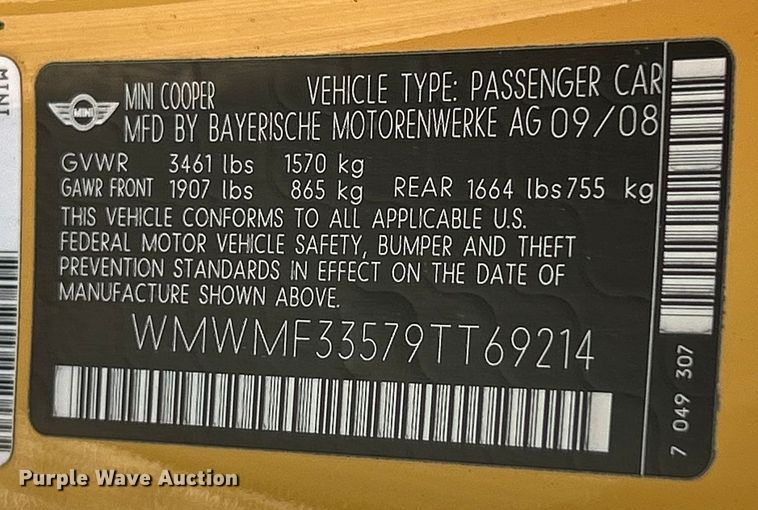 MINI
MINI COOPER VEHICLE TYPE: PASSENGER CAR
MINI
MFD BY BAYERISCHE MOTORENWERKE AG 09/08
GVWR 3461 lbs 1570 kg
GAWR FRONT 1907 lbs 865 kg REAR 1664 lbs 755 kg
THIS VEHICLE CONFORMS TO ALL APPLICABLE U.S.
FEDERAL MOTOR VEHICLE SAFETY, BUMPER AND THEFT
PREVENTION STANDARDS IN EFFECT ON THE DATE OF
MANUFACTURE SHOWN ABOVE.
WMWMF33579TT69214
7 049 307
Purple Wave Auction